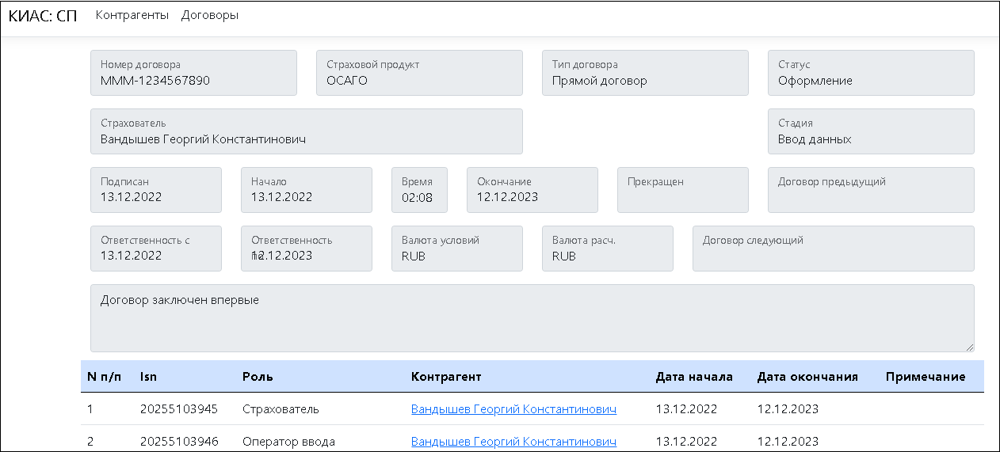 КИАС: СП Контрагенты Договоры
Номер договора Страховой продукт Тип договора Статус
МММ-1234567890 ОСАГО Прямой договор Оформление
Страхователь Стадия
Вандышев Георгий Константинович Ввод данных
Подписан Начало Время Окончание Прекращен Договор предыдущий
13.12.2022 13.12.2022 02:08 12.12.2023
Ответственность с Ответственность Валюта условий Валюта расч. Договор следующий
13.12.2022 12.12.2023 RUB RUB
Договор заключен впервые
N п/п Isn Роль Контрагент Дата начала Дата окончания Примечание
1 20255103945 Страхователь Вандышев Георгий Константинович 13.12.2022 12.12.2023
2 20255103946 Оператор ввода Вандышев Георгий Константинович 13.12.2022 12.12.2023